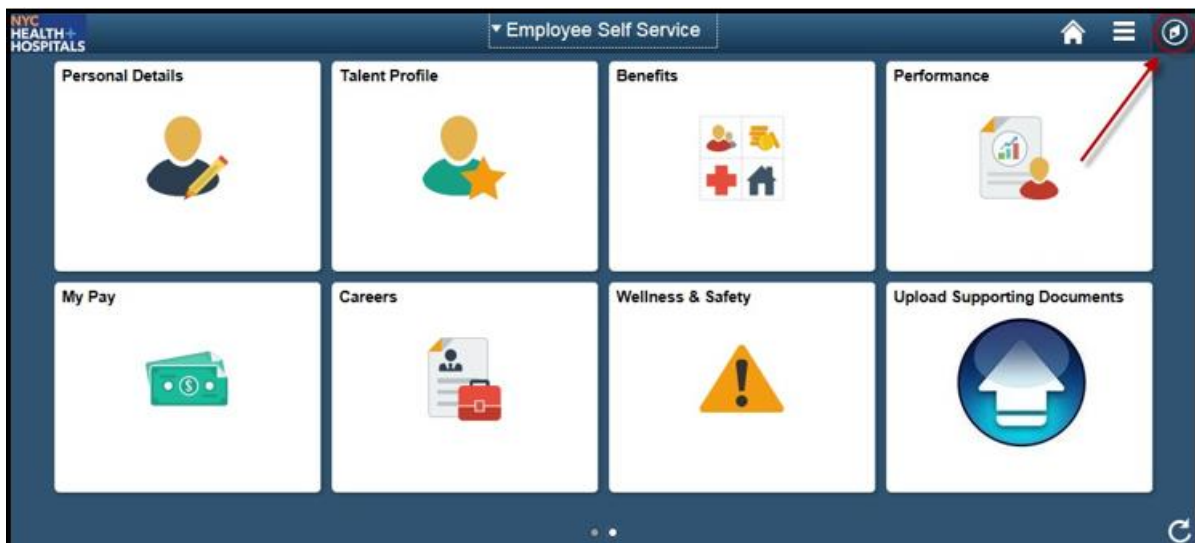 NYC
HEALTH+
HOSPITALS
Employee Self Service
Personal Details
Talent Profile
Benefits
Performance
My Pay
Careers
Wellness & Safety
Upload Supporting Documents